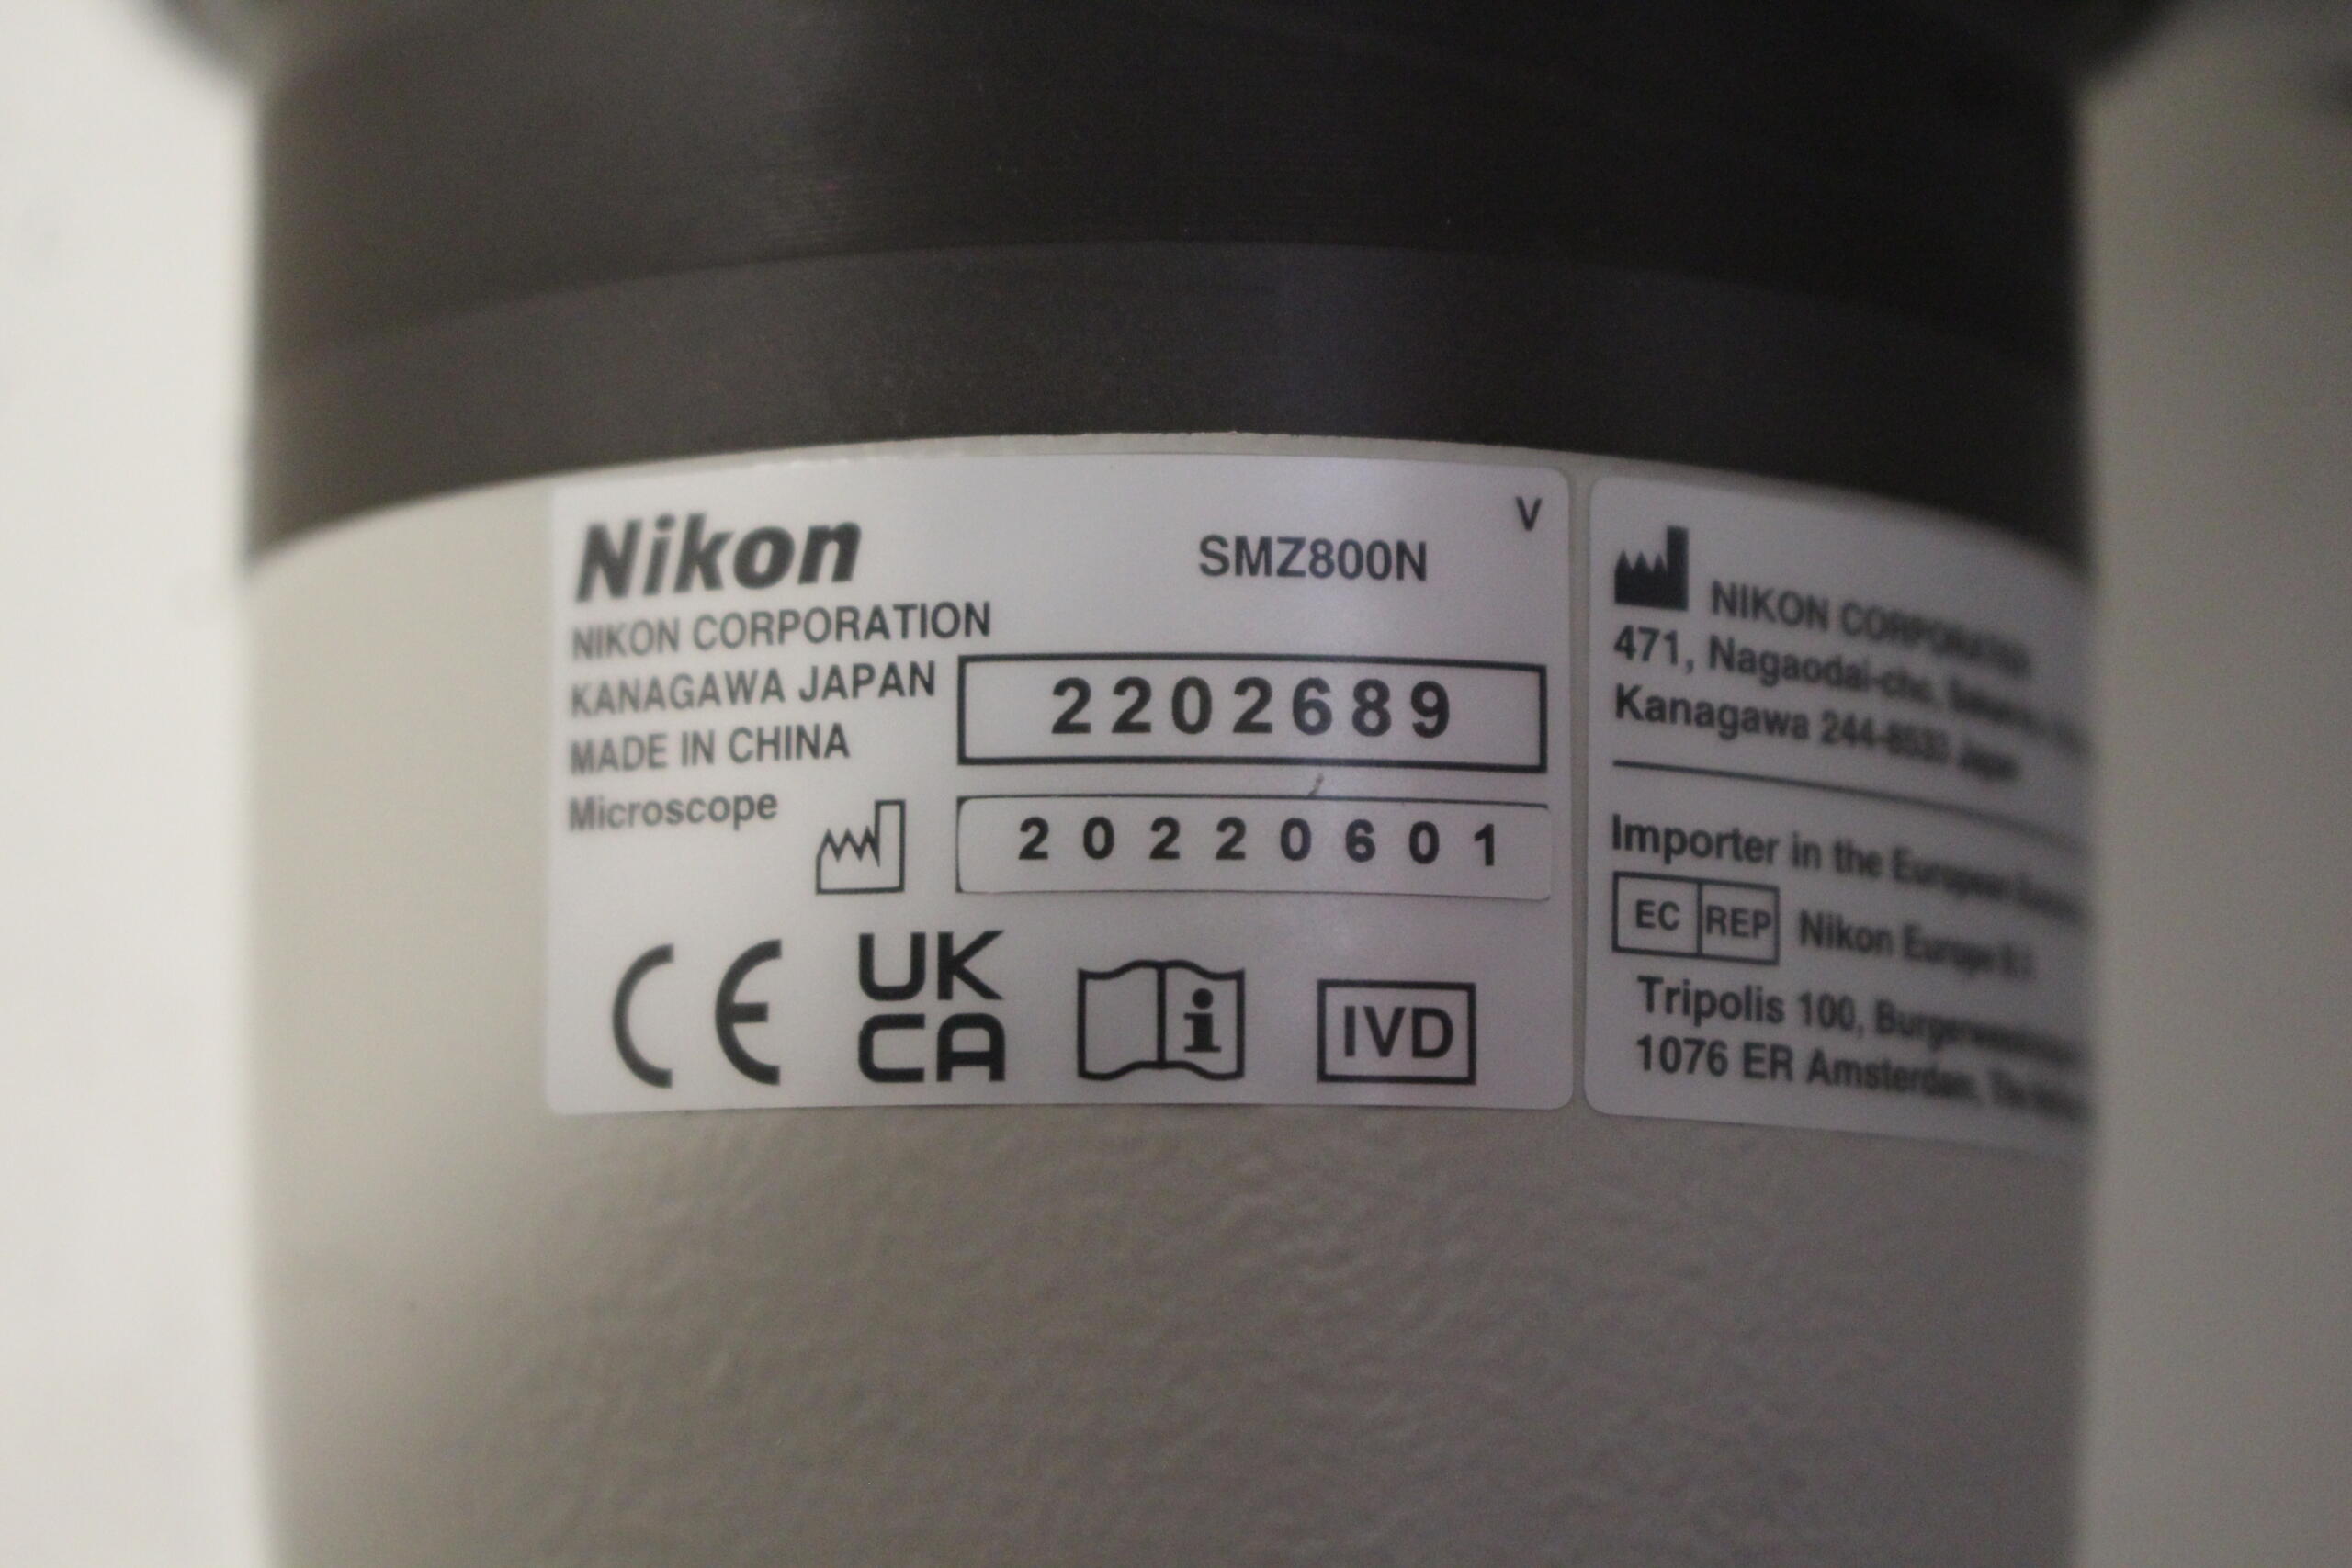 Nikon
SMZ800N
V
NIKON CORPORATION
KANAGAWA JAPAN
MADE IN CHINA
Microscope
2202689
20220601
CE
UK
CA
i
IVD
NIKON CORPORATION
471, Nagaodai-cho,
Kanagawa 244-8533 Japan
Importer in the European
EC REP Nikon Europe B.V.
Tripolis 100,
1076 ER Amsterdam, The